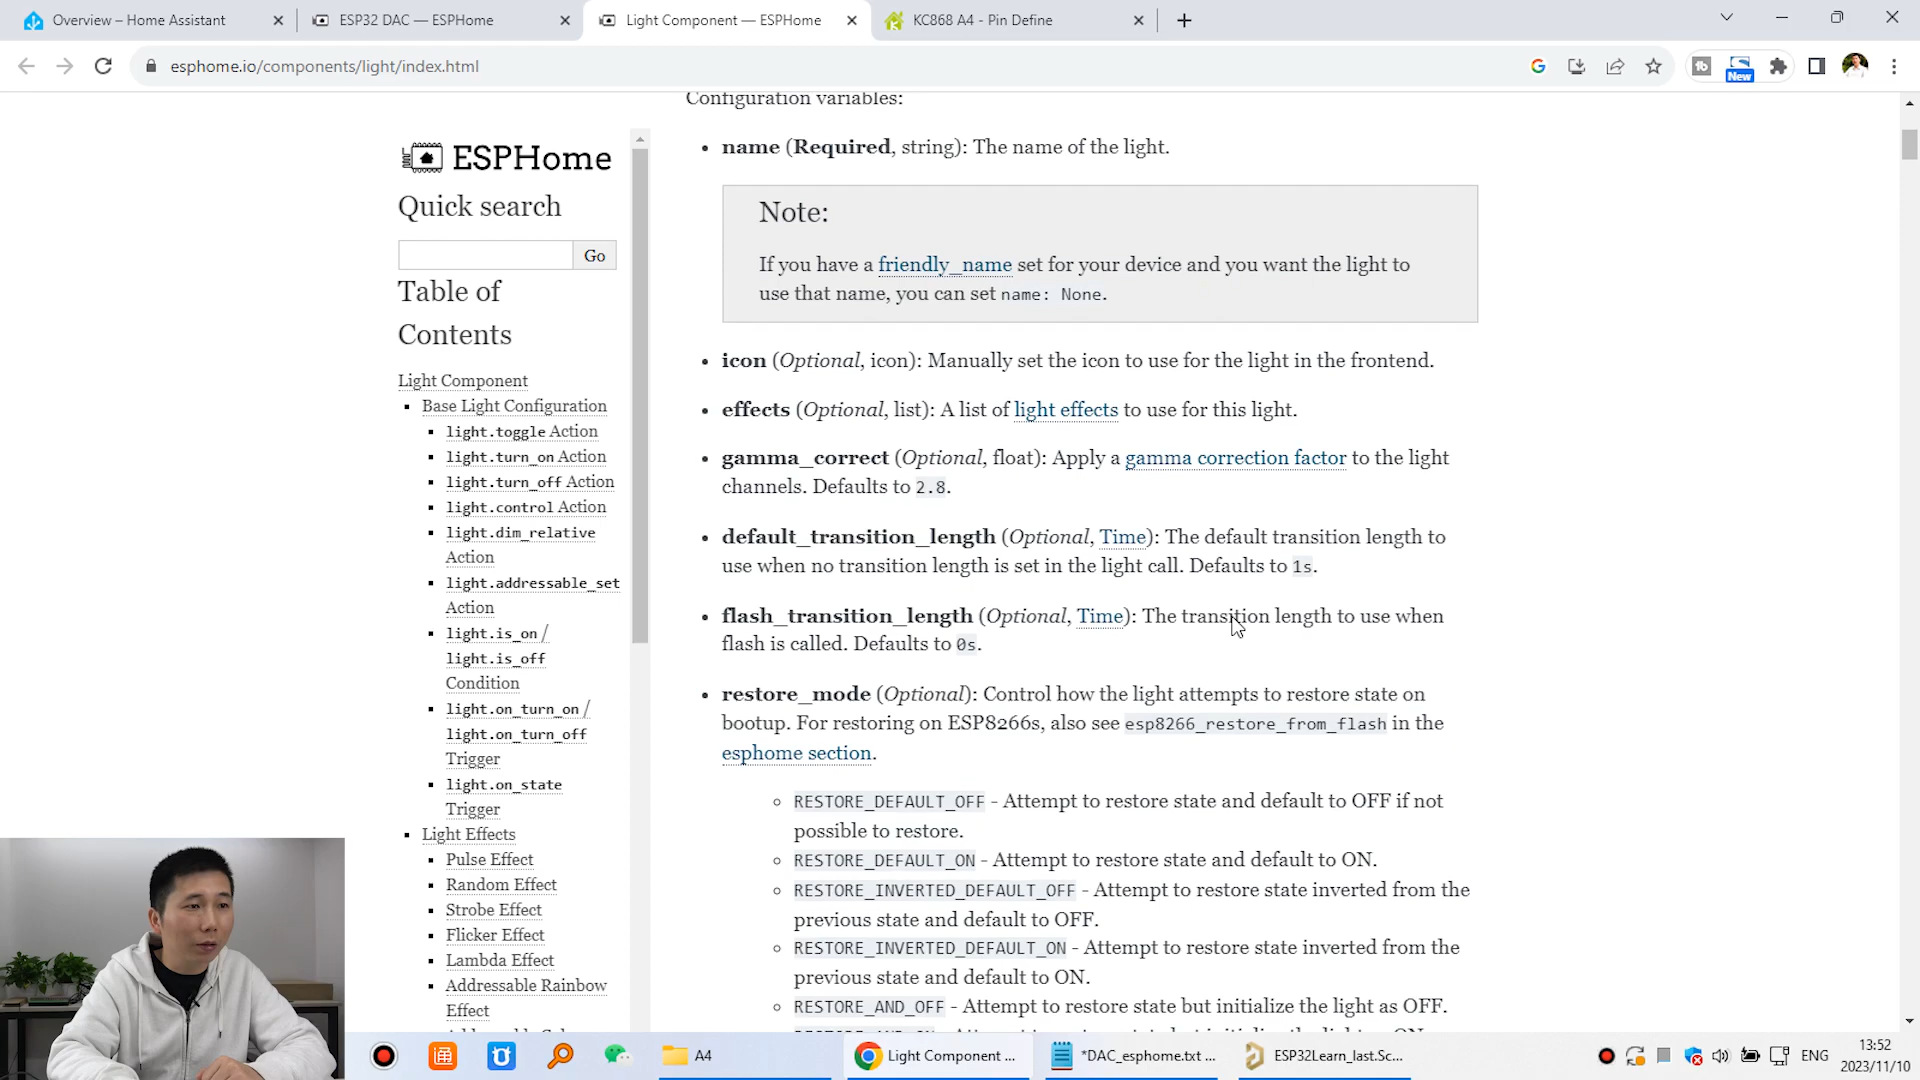 Overview – Home Assistant
ESP32 DAC — ESPHome
Light Component — ESPHome
KC868 A4 - Pin Define
esphome.io/components/light/index.html
New
ESPHome
Quick search
Go
Table of
Contents
Light Component
Base Light Configuration
light.toggle Action
light.turn_on Action
light.turn_off Action
light.control Action
light.dim_relative
Action
light.addressable_set
Action
light.is_on /
light.is_off
Condition
light.on_turn_on /
light.on_turn_off
Trigger
light.on_state
Trigger
Light Effects
Pulse Effect
Random Effect
Strobe Effect
Flicker Effect
Lambda Effect
Addressable Rainbow
Effect
Configuration variables:
name (Required, string): The name of the light.
Note:
If you have a friendly_name set for your device and you want the light to
use that name, you can set name: None.
icon (Optional, icon): Manually set the icon to use for the light in the frontend.
effects (Optional, list): A list of light effects to use for this light.
gamma_correct (Optional, float): Apply a gamma correction factor to the light
channels. Defaults to 2.8.
default_transition_length (Optional, Time): The default transition length to
use when no transition length is set in the light call. Defaults to 1s.
flash_transition_length (Optional, Time): The transition length to use when
flash is called. Defaults to 0s.
restore_mode (Optional): Control how the light attempts to restore state on
bootup. For restoring on ESP8266s, also see esp8266_restore_from_flash in the
esphome section.
RESTORE_DEFAULT_OFF - Attempt to restore state and default to OFF if not
possible to restore.
RESTORE_DEFAULT_ON - Attempt to restore state and default to ON.
RESTORE_INVERTED_DEFAULT_OFF - Attempt to restore state inverted from the
previous state and default to OFF.
RESTORE_INVERTED_DEFAULT_ON - Attempt to restore state inverted from the
previous state and default to ON.
RESTORE_AND_OFF - Attempt to restore state but initialize the light as OFF.
A4
Light Component ...
*DAC_esphome.txt ...
ESP32Learn_last.Sc...
ENG
13:52
2023/11/10